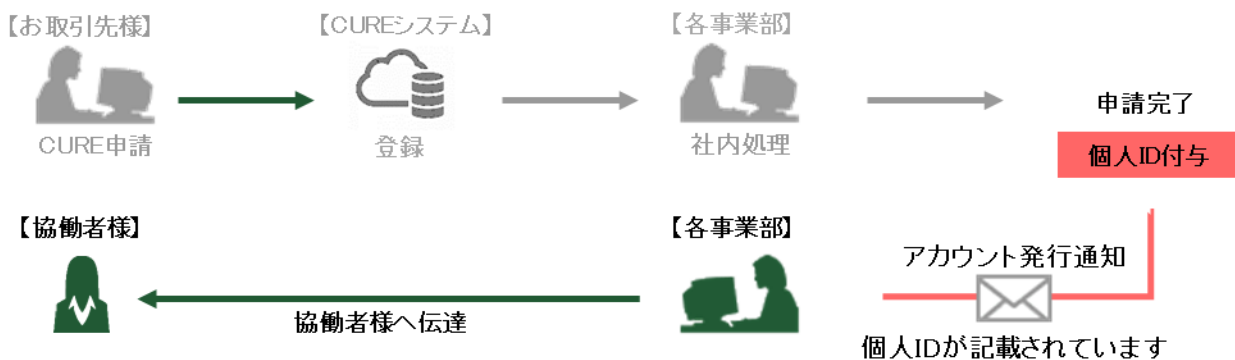 【お取引先様】
【CUREシステム】
【各事業部】
CURE申請
登録
社内処理
申請完了
個人ID付与
【協働者様】
【各事業部】
アカウント発行通知
協働者様へ伝達
個人IDが記載されています